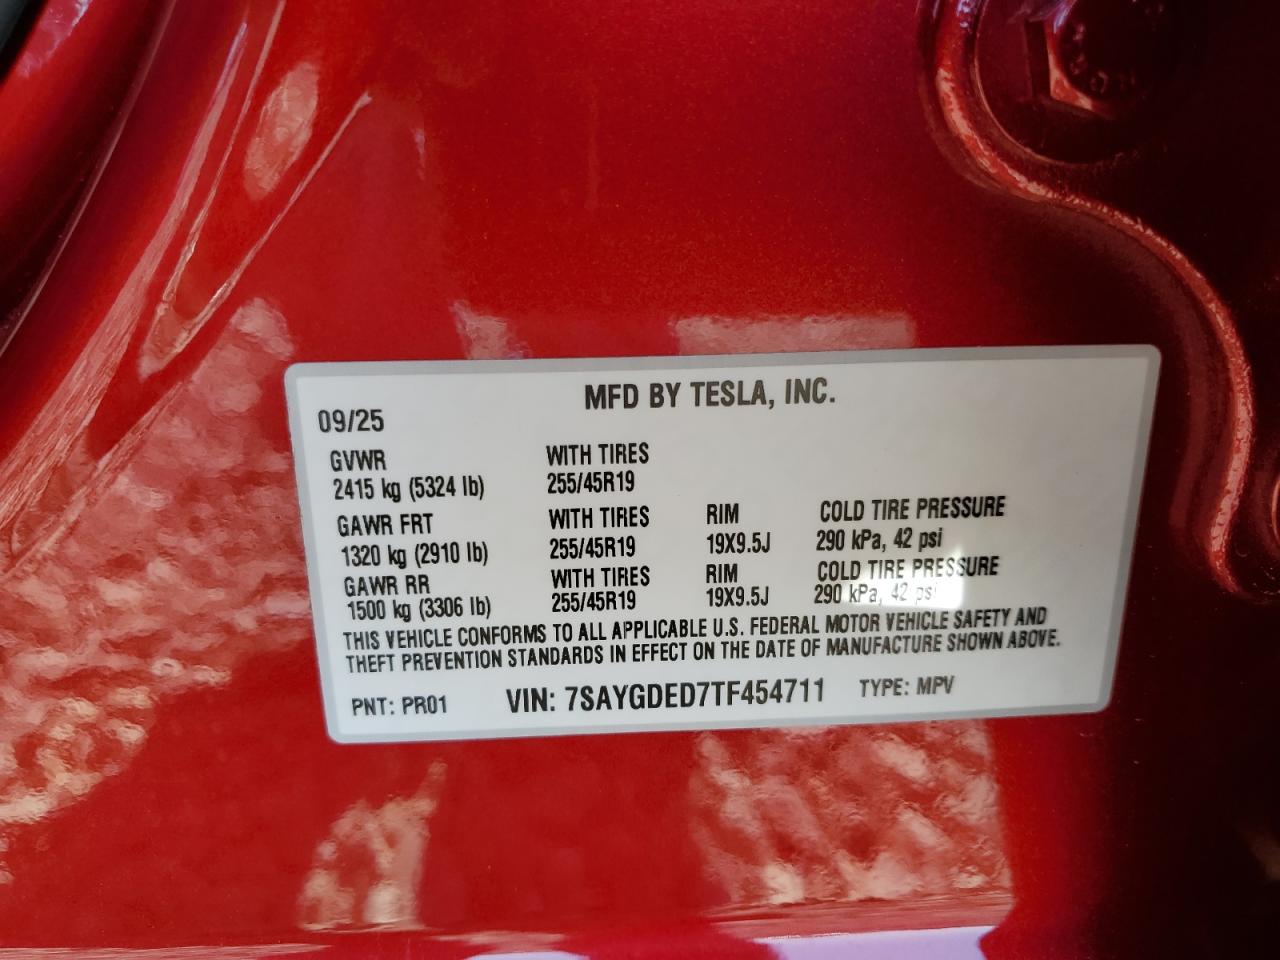 MFD BY TESLA, INC.
09/25
GVWR WITH TIRES
2415 kg (5324 lb) 255/45R19
GAWR FRT WITH TIRES RIM COLD TIRE PRESSURE
1320 kg (2910 lb) 255/45R19 19X9.5J 290 kPa, 42 psi
GAWR RR WITH TIRES RIM COLD TIRE PRESSURE
1500 kg (3306 lb) 255/45R19 19X9.5J 290 kPa, 42 psi
THIS VEHICLE CONFORMS TO ALL APPLICABLE U.S. FEDERAL MOTOR VEHICLE SAFETY AND
THEFT PREVENTION STANDARDS IN EFFECT ON THE DATE OF MANUFACTURE SHOWN ABOVE.
PNT: PR01 VIN: 7SAYGDED7TF454711 TYPE: MPV